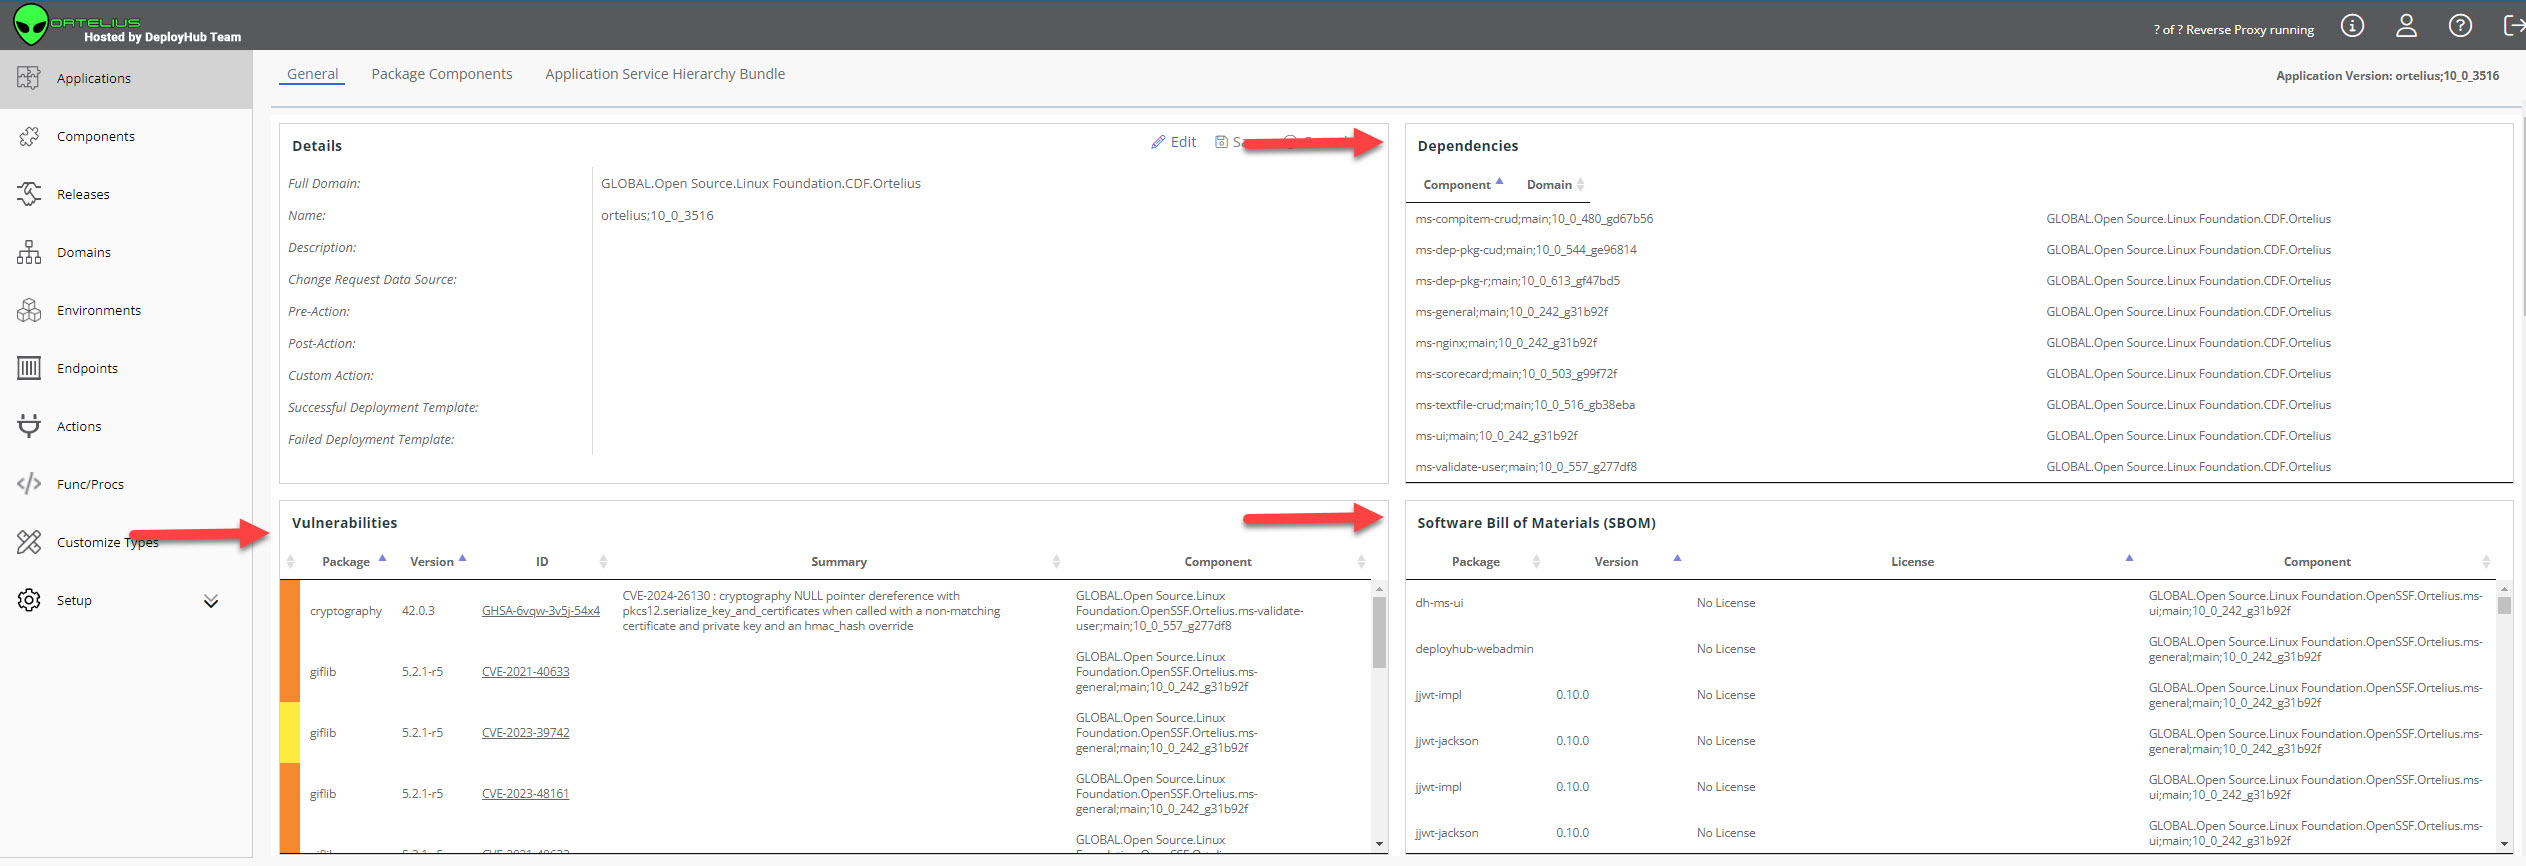 ORTELIUS
Hosted by DeployHub Team
? of ? Reverse Proxy running
Applications
Components
Releases
Domains
Environments
Endpoints
Actions
Func/Procs
Customize Types
Setup
General Package Components Application Service Hierarchy Bundle
Application Version: ortelius;10_0_3516
Details
Edit
Full Domain: GLOBAL.Open Source.Linux Foundation.CDF.Ortelius
Name: ortelius;10_0_3516
Description:
Change Request Data Source:
Pre-Action:
Post-Action:
Custom Action:
Successful Deployment Template:
Failed Deployment Template:
Dependencies
Component Domain
ms-compitem-crud;main;10_0_480_gd67b56 GLOBAL.Open Source.Linux Foundation.CDF.Ortelius
ms-dep-pkg-cud;main;10_0_544_ge96814 GLOBAL.Open Source.Linux Foundation.CDF.Ortelius
ms-dep-pkg-r;main;10_0_613_gf47bd5 GLOBAL.Open Source.Linux Foundation.CDF.Ortelius
ms-general;main;10_0_242_g31b92f GLOBAL.Open Source.Linux Foundation.CDF.Ortelius
ms-nginx;main;10_0_242_g31b92f GLOBAL.Open Source.Linux Foundation.CDF.Ortelius
ms-scorecard;main;10_0_503_g99f72f GLOBAL.Open Source.Linux Foundation.CDF.Ortelius
ms-textfile-crud;main;10_0_516_gb38eba GLOBAL.Open Source.Linux Foundation.CDF.Ortelius
ms-ui;main;10_0_242_g31b92f GLOBAL.Open Source.Linux Foundation.CDF.Ortelius
ms-validate-user;main;10_0_557_g277df8 GLOBAL.Open Source.Linux Foundation.CDF.Ortelius
Vulnerabilities
Package Version ID Summary Component
cryptography 42.0.3 GHSA-6vqw-3v5j-54x4
CVE-2024-26130 : cryptography NULL pointer dereference with
pkcs12.serialize_key_and_certificates when called with a non-matching
certificate and private key and an hmac_hash override
GLOBAL.Open Source.Linux
Foundation.OpenSSF.Ortelius.ms-validate-
user;main;10_0_557_g277df8
giflib 5.2.1-r5 CVE-2021-40633
GLOBAL.Open Source.Linux
Foundation.OpenSSF.Ortelius.ms-
general;main;10_0_242_g31b92f
giflib 5.2.1-r5 CVE-2023-39742
GLOBAL.Open Source.Linux
Foundation.OpenSSF.Ortelius.ms-
general;main;10_0_242_g31b92f
giflib 5.2.1-r5 CVE-2023-48161
GLOBAL.Open Source.Linux
Foundation.OpenSSF.Ortelius.ms-
general;main;10_0_242_g31b92f
GLOBAL.Open Source.Linux
Software Bill of Materials (SBOM)
Package Version License Component
dh-ms-ui No License
GLOBAL.Open Source.Linux Foundation.OpenSSF.Ortelius.ms-
ui;main;10_0_242_g31b92f
deployhub-webadmin No License
GLOBAL.Open Source.Linux Foundation.OpenSSF.Ortelius.ms-
general;main;10_0_242_g31b92f
jjwt-impl 0.10.0 No License
GLOBAL.Open Source.Linux Foundation.OpenSSF.Ortelius.ms-
general;main;10_0_242_g31b92f
jjwt-jackson 0.10.0 No License
GLOBAL.Open Source.Linux Foundation.OpenSSF.Ortelius.ms-
general;main;10_0_242_g31b92f
jjwt-impl 0.10.0 No License
GLOBAL.Open Source.Linux Foundation.OpenSSF.Ortelius.ms-
ui;main;10_0_242_g31b92f
jjwt-jackson 0.10.0 No License
GLOBAL.Open Source.Linux Foundation.OpenSSF.Ortelius.ms-
ui;main;10_0_242_g31b92f